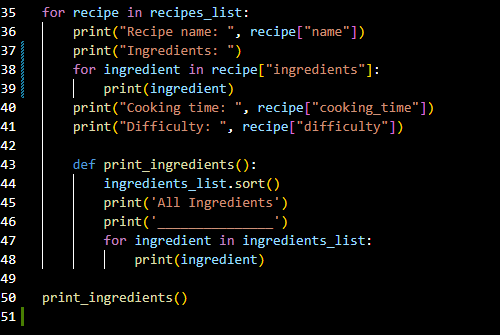 35 for recipe in recipes_list:
36     print("Recipe name: ", recipe["name"])
37     print("Ingredients: ")
38     for ingredient in recipe["ingredients"]:
39         print(ingredient)
40     print("Cooking time: ", recipe["cooking_time"])
41     print("Difficulty: ", recipe["difficulty"])
42
43     def print_ingredients():
44         ingredients_list.sort()
45         print('All Ingredients')
46         print('_______________')
47         for ingredient in ingredients_list:
48             print(ingredient)
49
50 print_ingredients()
51